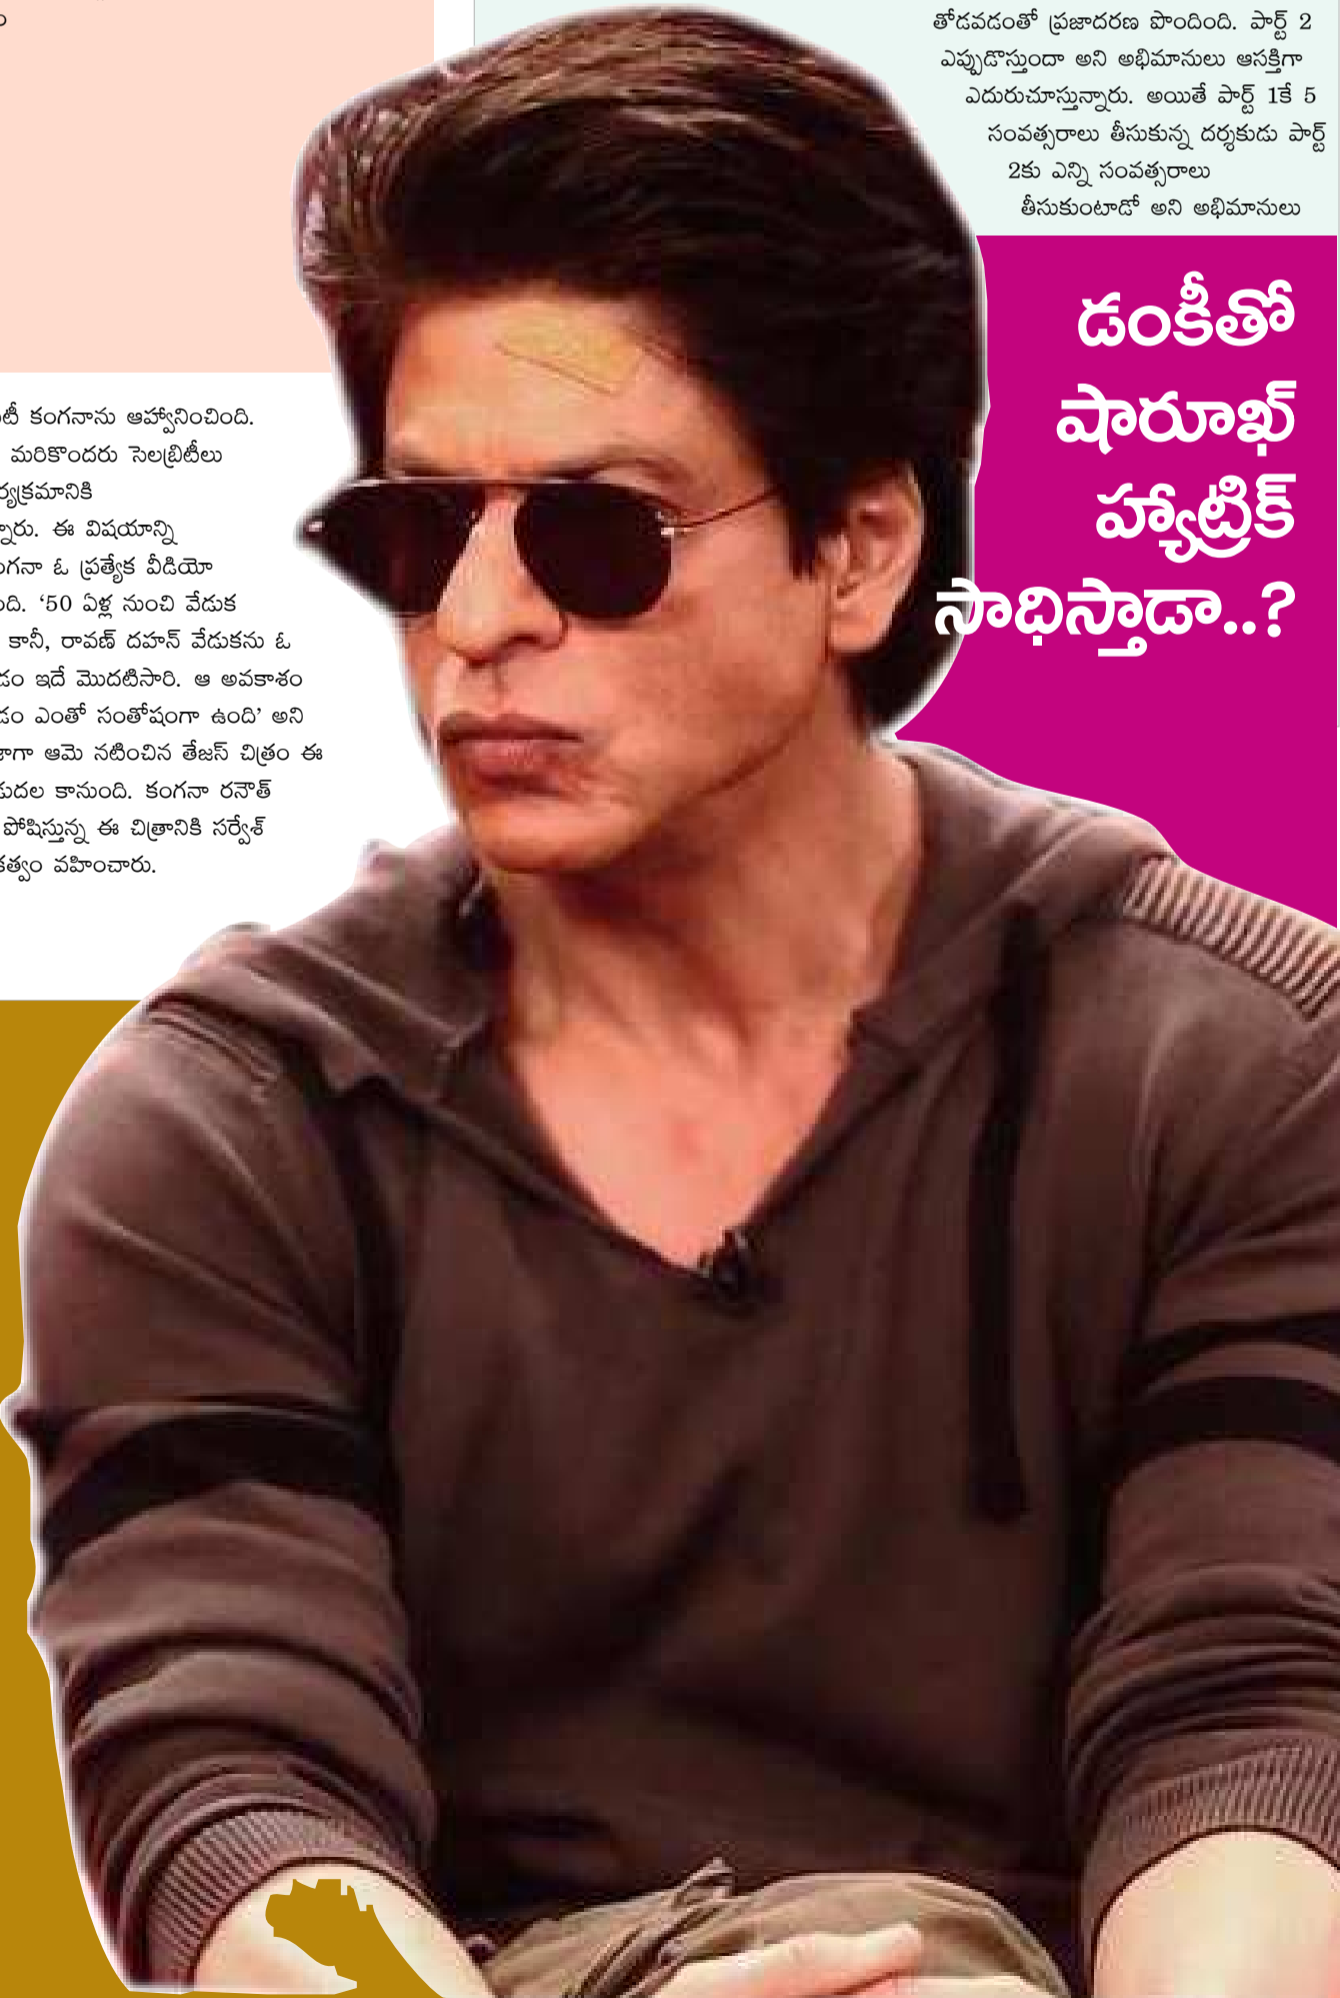 తోడవడంతో ప్రజాదరణ పొందింది. పార్ట్ 2
ఎప్పుడొస్తుందా అని అభిమానులు ఆసక్తిగా
ఎదురుచూస్తున్నారు. అయితే పార్ట్ 1కే 5
సంవత్సరాలు తీసుకున్న దర్శకుడు పార్ట్
2కు ఎన్ని సంవత్సరాలు
తీసుకుంటాడో అని అభిమానులు
డంకీతో
షారూఖ్
హ్యాట్రిక్
సాధిస్తాడా..?
కంగనాను ఆహ్వానించింది.
మరికొందరు సెలబ్రిటీలు
ఈ విషయాన్ని
ఓ ప్రత్యేక వీడియో
‘50 ఏళ్ల నుంచి వేడుక
కానీ, రావణ్ దహన్ వేడుకను ఓ
ఇదే మొదటిసారి. ఆ అవకాశం
ఎంతో సంతోషంగా ఉంది’ అని
ఆమె నటించిన తేజస్ చిత్రం ఈ
కానుంది. కంగనా రనౌత్
పోషిస్తున్న ఈ చిత్రానికి సర్వేశ్
వహించారు.